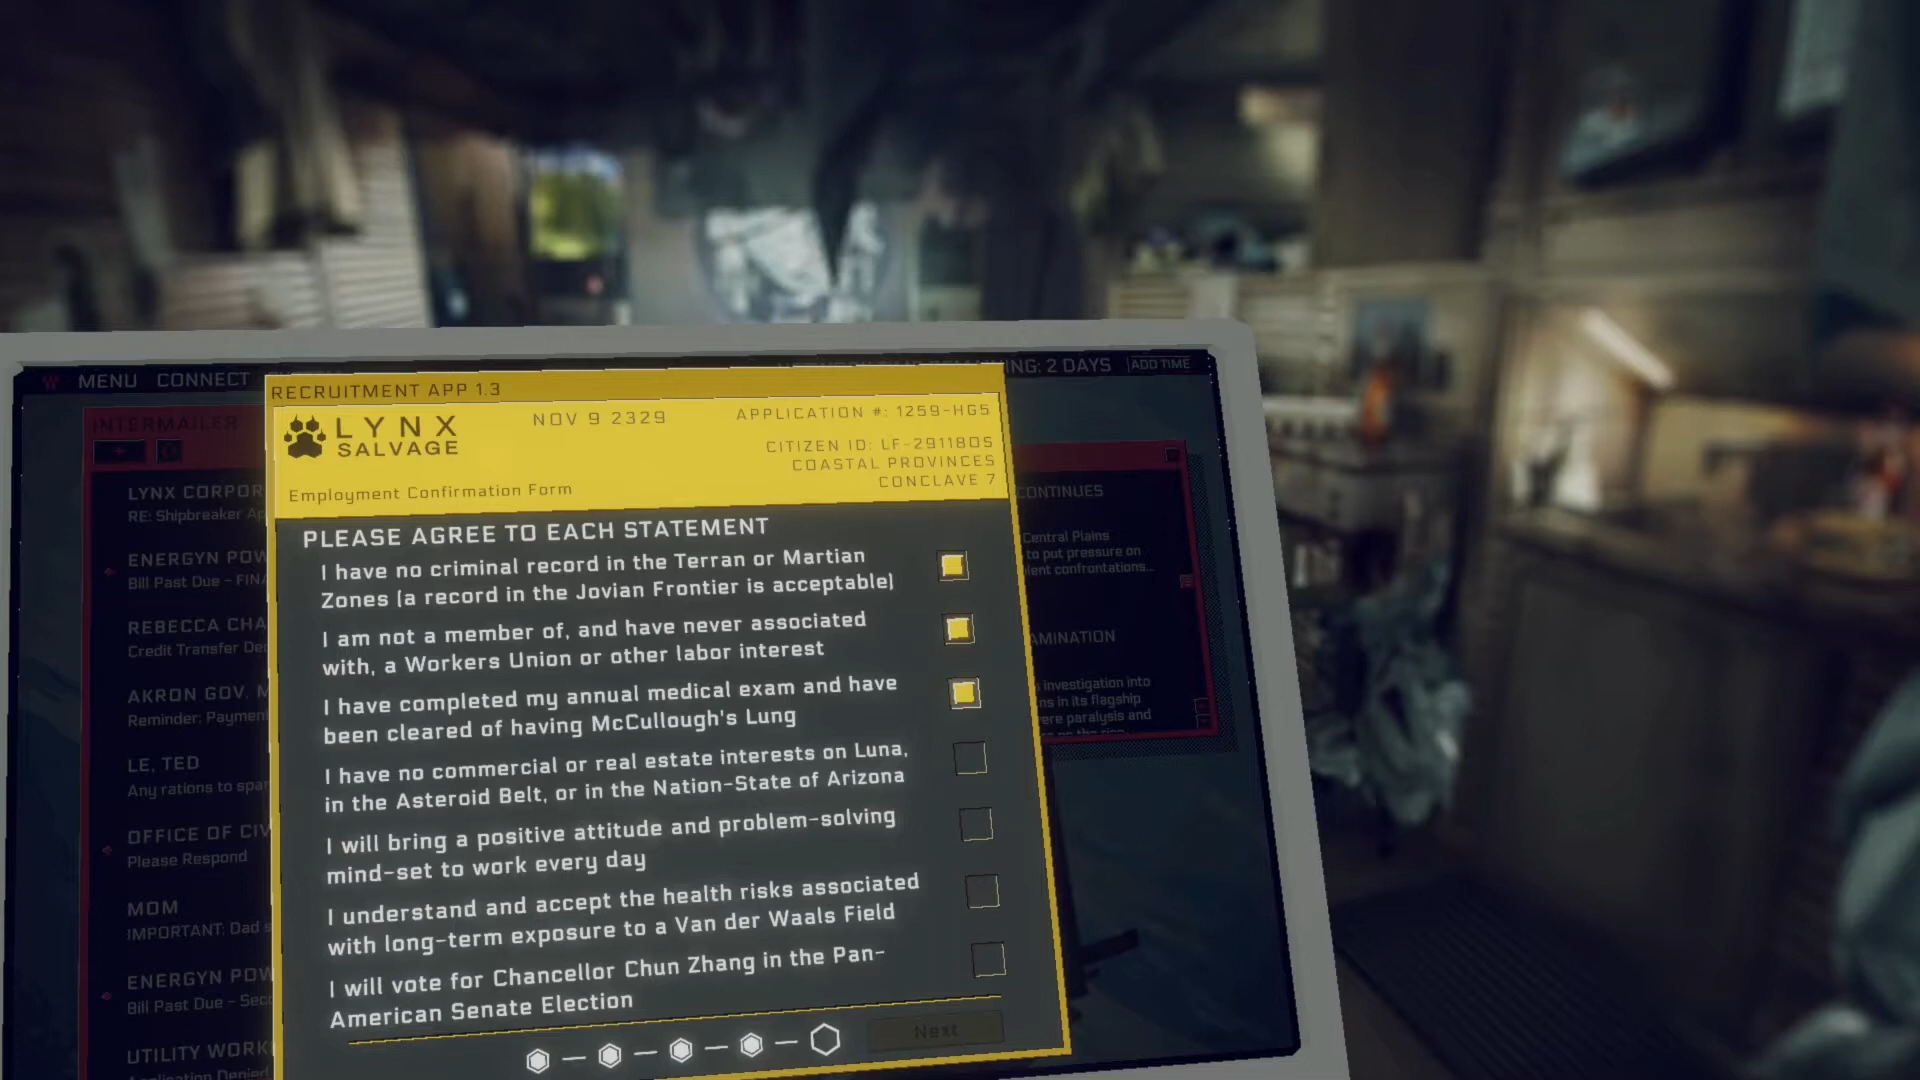 MENU CONNECT
ING: 2 DAYS ADD TIME
RECRUITMENT APP 1.3
LYNX
SALVAGE
NOV 9 2329
APPLICATION #: 1259-HG5
CITIZEN ID: LF-291180S
COASTAL PROVINCES
CONCLAVE 7
Employment Confirmation Form
PLEASE AGREE TO EACH STATEMENT
I have no criminal record in the Terran or Martian
Zones (a record in the Jovian Frontier is acceptable)
I am not a member of, and have never associated
with, a Workers Union or other labor interest
I have completed my annual medical exam and have
been cleared of having McCullough's Lung
I have no commercial or real estate interests on Luna,
in the Asteroid Belt, or in the Nation-State of Arizona
I will bring a positive attitude and problem-solving
mind-set to work every day
I understand and accept the health risks associated
with long-term exposure to a Van der Waals Field
I will vote for Chancellor Chun Zhang in the Pan-
American Senate Election
Next
INTERMAILER
LYNX CORPOR
RE: Shipbreaker Ap
ENERGYN POW
Bill Past Due - FINA
REBECCA CHA
Credit Transfer De
AKRON GOV. M
Reminder: Paymen
LE, TED
Any rations to spar
OFFICE OF CIV
Please Respond
MOM
IMPORTANT: Dad s
ENERGYN POW
Bill Past Due - Sec
UTILITY WORK
Application Denied
CONTINUES
Central Plains
to put pressure on
lent confrontations...
AMINATION
investigation into
ns in its flagship
vere paralysis and